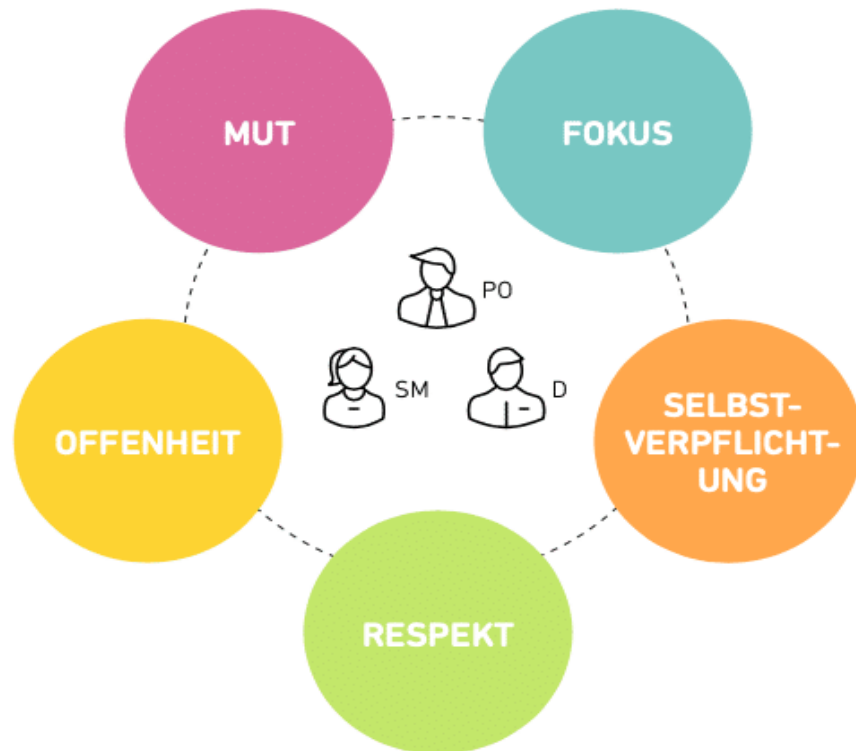 MUT
FOKUS
PO
SM
D
OFFENHEIT
SELBST-
VERPFLICHT-
UNG
RESPEKT